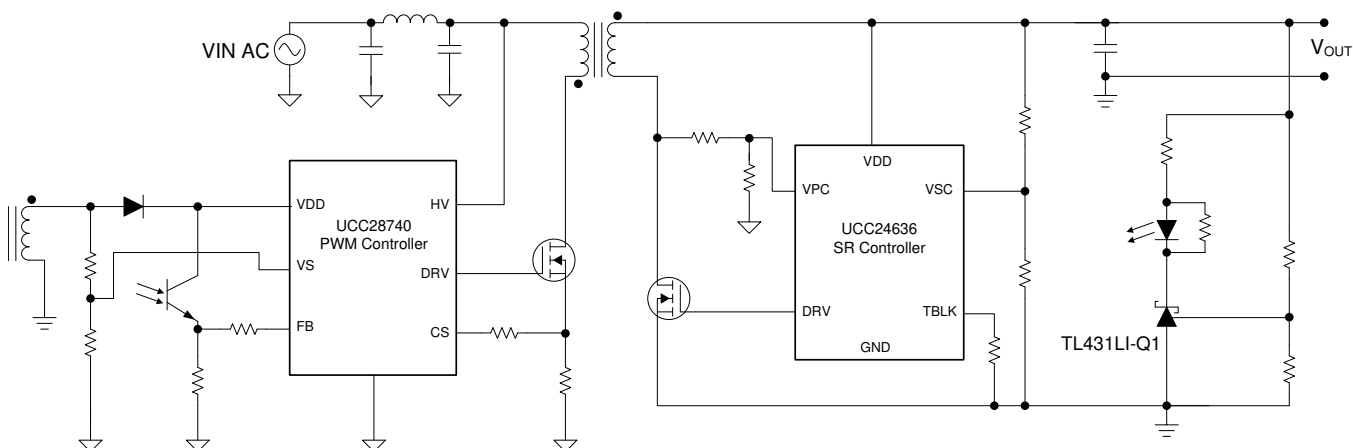 VIN AC
VOUT
UCC28740
PWM Controller
VDD
HV
VS
DRV
FB
CS
UCC24636
SR Controller
VDD
VPC
VSC
DRV
TBLK
GND
TL431LI-Q1